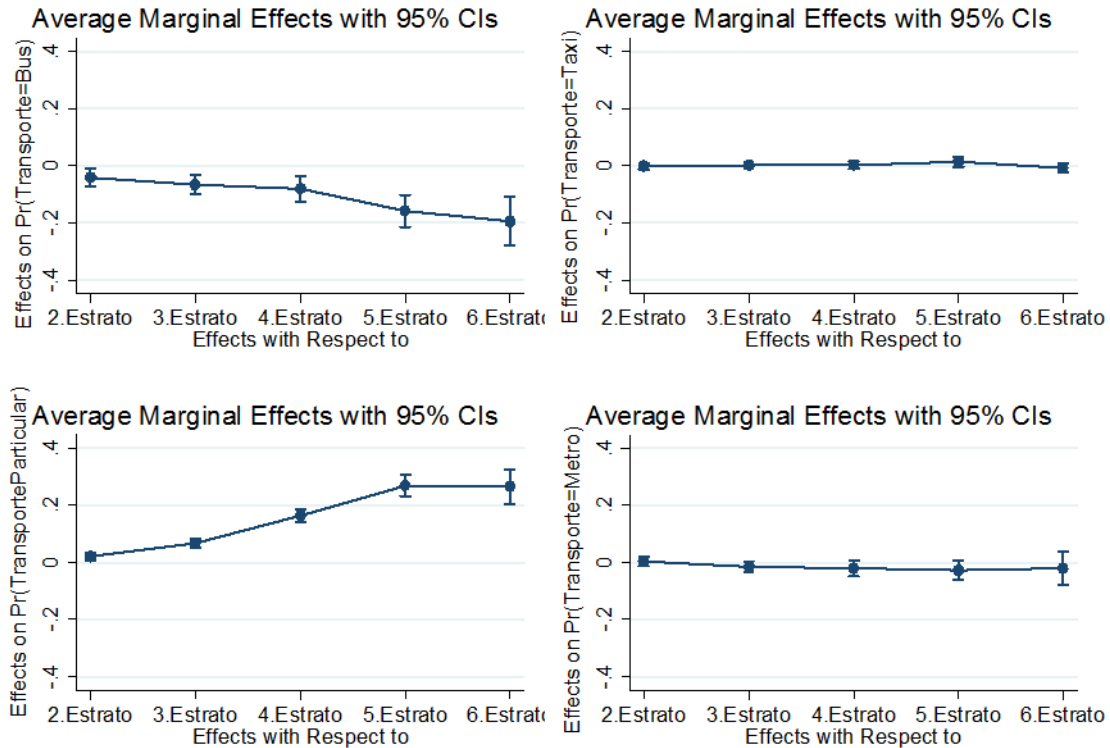 Average Marginal Effects with 95% CIs
Effects on Pr(Transporte=Bus)
.4
.2
0
-.2
-.4
2.Estrato 3.Estrato 4.Estrato 5.Estrato 6.Estrato
Effects with Respect to
Average Marginal Effects with 95% CIs
Effects on Pr(Transporte=Taxi)
.4
.2
0
-.2
-.4
2.Estrato 3.Estrato 4.Estrato 5.Estrato 6.Estrato
Effects with Respect to
Average Marginal Effects with 95% CIs
Effects on Pr(TransporteParticular)
.4
.2
0
-.2
-.4
2.Estrato 3.Estrato 4.Estrato 5.Estrato 6.Estrato
Effects with Respect to
Average Marginal Effects with 95% CIs
Effects on Pr(Transporte=Metro)
.4
.2
0
-.2
-.4
2.Estrato 3.Estrato 4.Estrato 5.Estrato 6.Estrato
Effects with Respect to